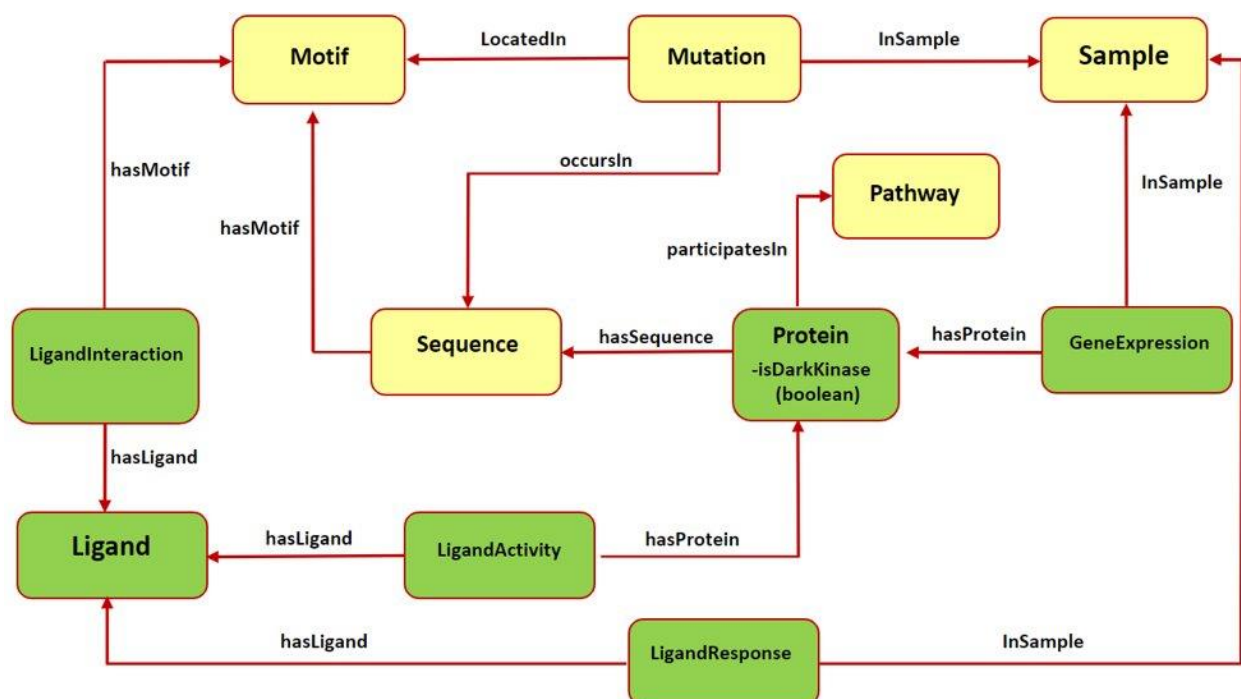 LocatedIn
InSample
Motif
Mutation
Sample
occursIn
hasMotif
InSample
Pathway
hasMotif
participatesIn
LigandInteraction
Sequence
hasSequence
Protein
-isDarkKinase
(boolean)
hasProtein
GeneExpression
hasLigand
Ligand
hasLigand
LigandActivity
hasProtein
hasLigand
LigandResponse
InSample